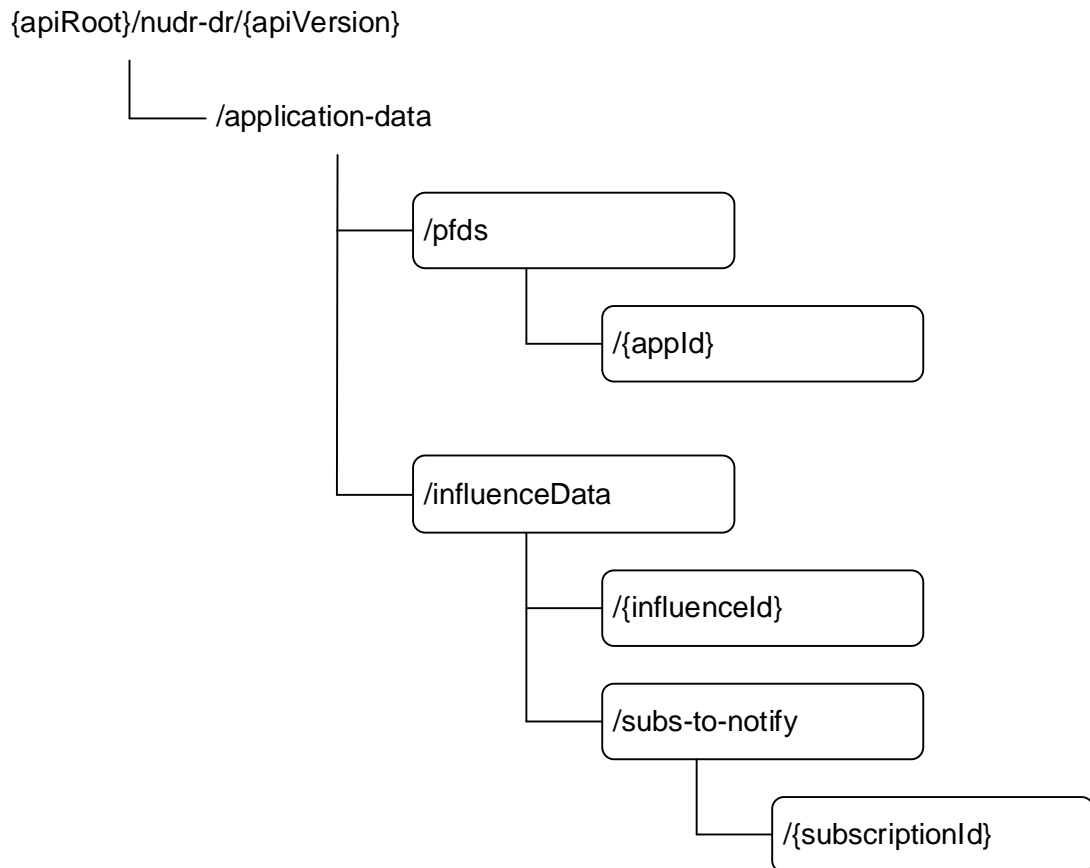 {apiRoot}/nudr-dr/{apiVersion}
/application-data
/pfds
/{appId}
/influenceData
/{influenceId}
/subs-to-notify
/{subscriptionId}